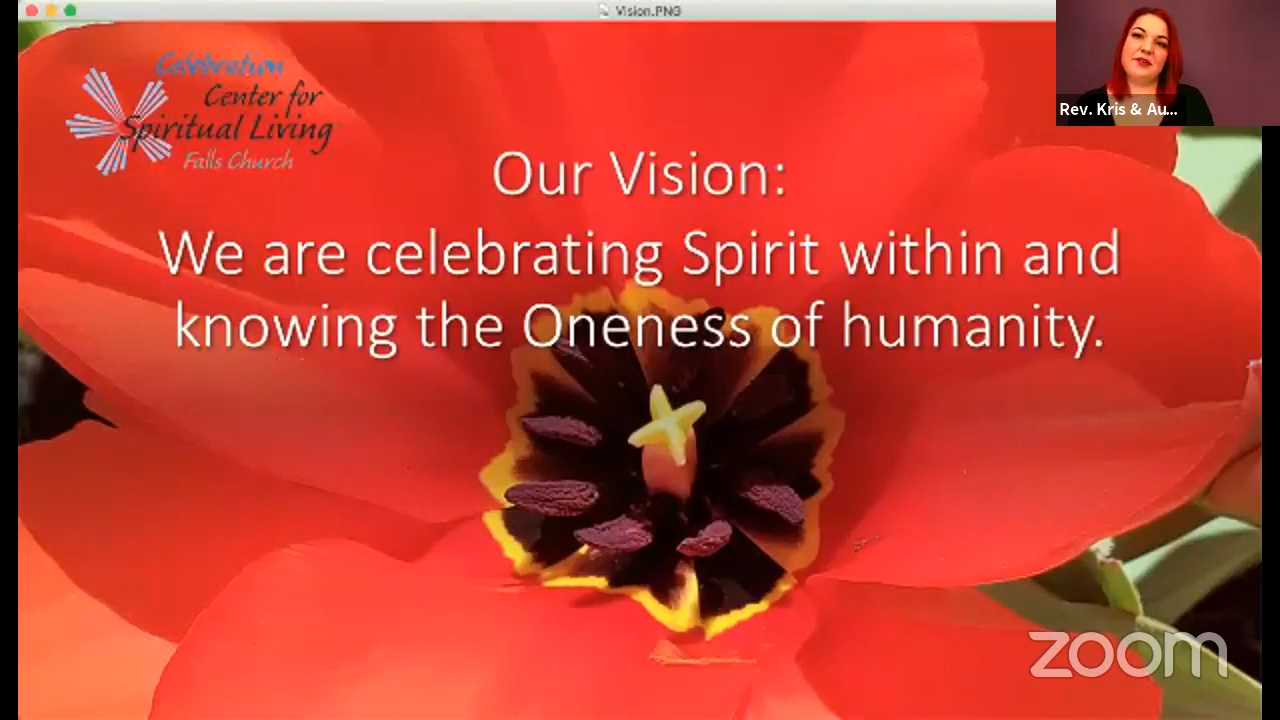 Vision.PNG
Rev. Kris & Au...
Celebration
Center for
Spiritual Living
Falls Church
Our Vision:
We are celebrating Spirit within and
knowing the Oneness of humanity.
zoom